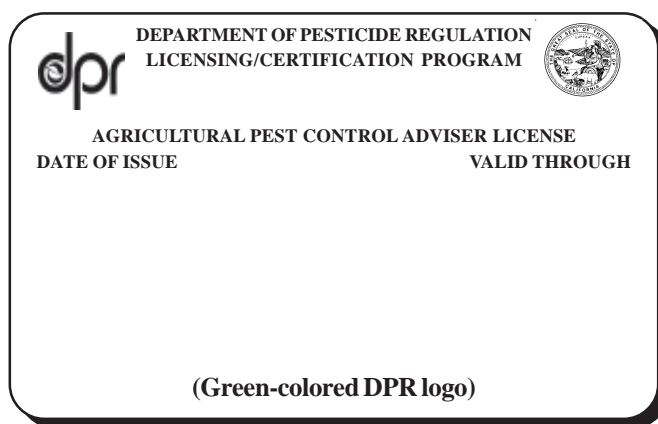 dpr
DEPARTMENT OF PESTICIDE REGULATION
LICENSING/CERTIFICATION PROGRAM
AGRICULTURAL PEST CONTROL ADVISER LICENSE
DATE OF ISSUE VALID THROUGH
(Green-colored DPR logo)